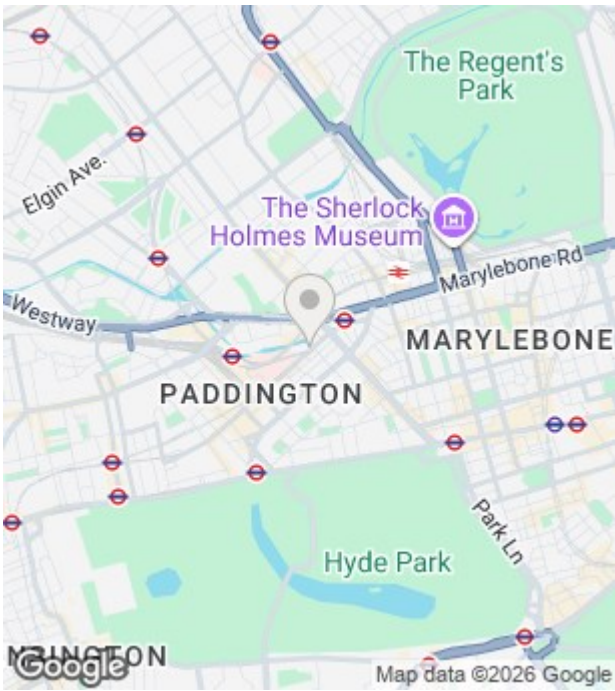 The Regent's
Park
Elgin Ave.
The Sherlock
Holmes Museum
Marylebone Rd
Westway
MARYLEBONE
PADDINGTON
Park Ln
Hyde Park
Google
Map data ©2026 Google